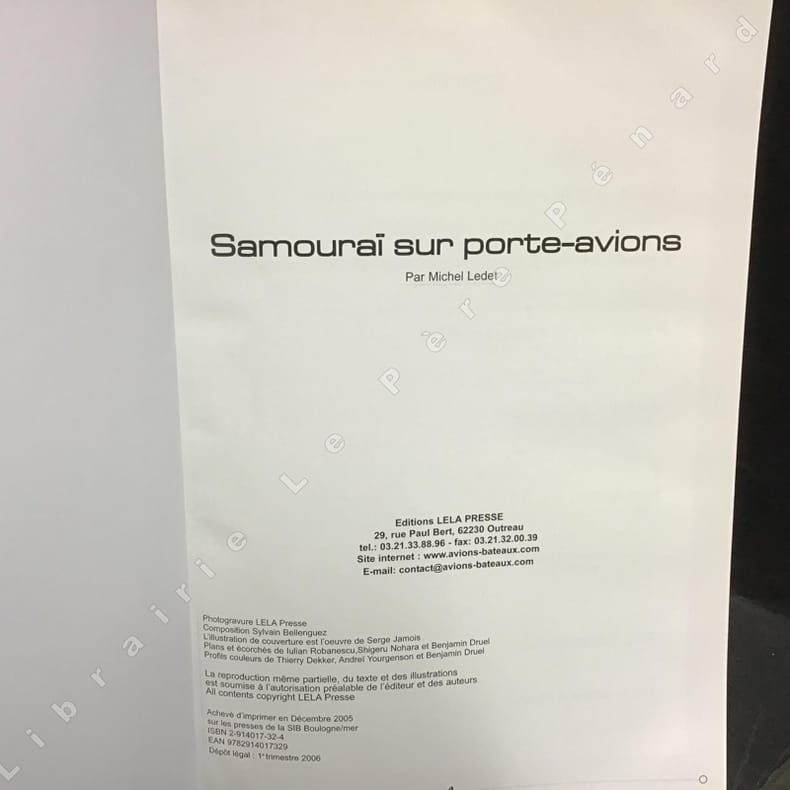 Samouraï sur porte-avions
Par Michel Ledet
Editions LELA PRESSE
29, rue Paul Bert, 62230 Outreau
tel.: 03.21.33.88.96 - fax: 03.21.32.00.39
Site internet : www.avions-bateaux.com
E-mail: contact@avions-bateaux.com
Photogravure LELA Presse
Composition Sylvain Bellenguez
L'illustration de couverture est l'oeuvre de Serge Jamois
Plans et écorchés de Iulian Robanescu,Shigeru Nohara et Benjamin Druel
Profils couleurs de Thierry Dekker, Andreï Yourgenson et Benjamin Druel
La reproduction même partielle, du texte et des illustrations
est soumise à l'autorisation préalable de l'éditeur et des auteurs
All contents copyright LELA Presse
Achevé d'imprimer en Décembre 2005
sur les presses de la SIB Boulogne/mer
ISBN 2-914017-32-4
EAN 9782914017329
Dépôt légal : 1e trimestre 2006
Librairie Le Père Pénard